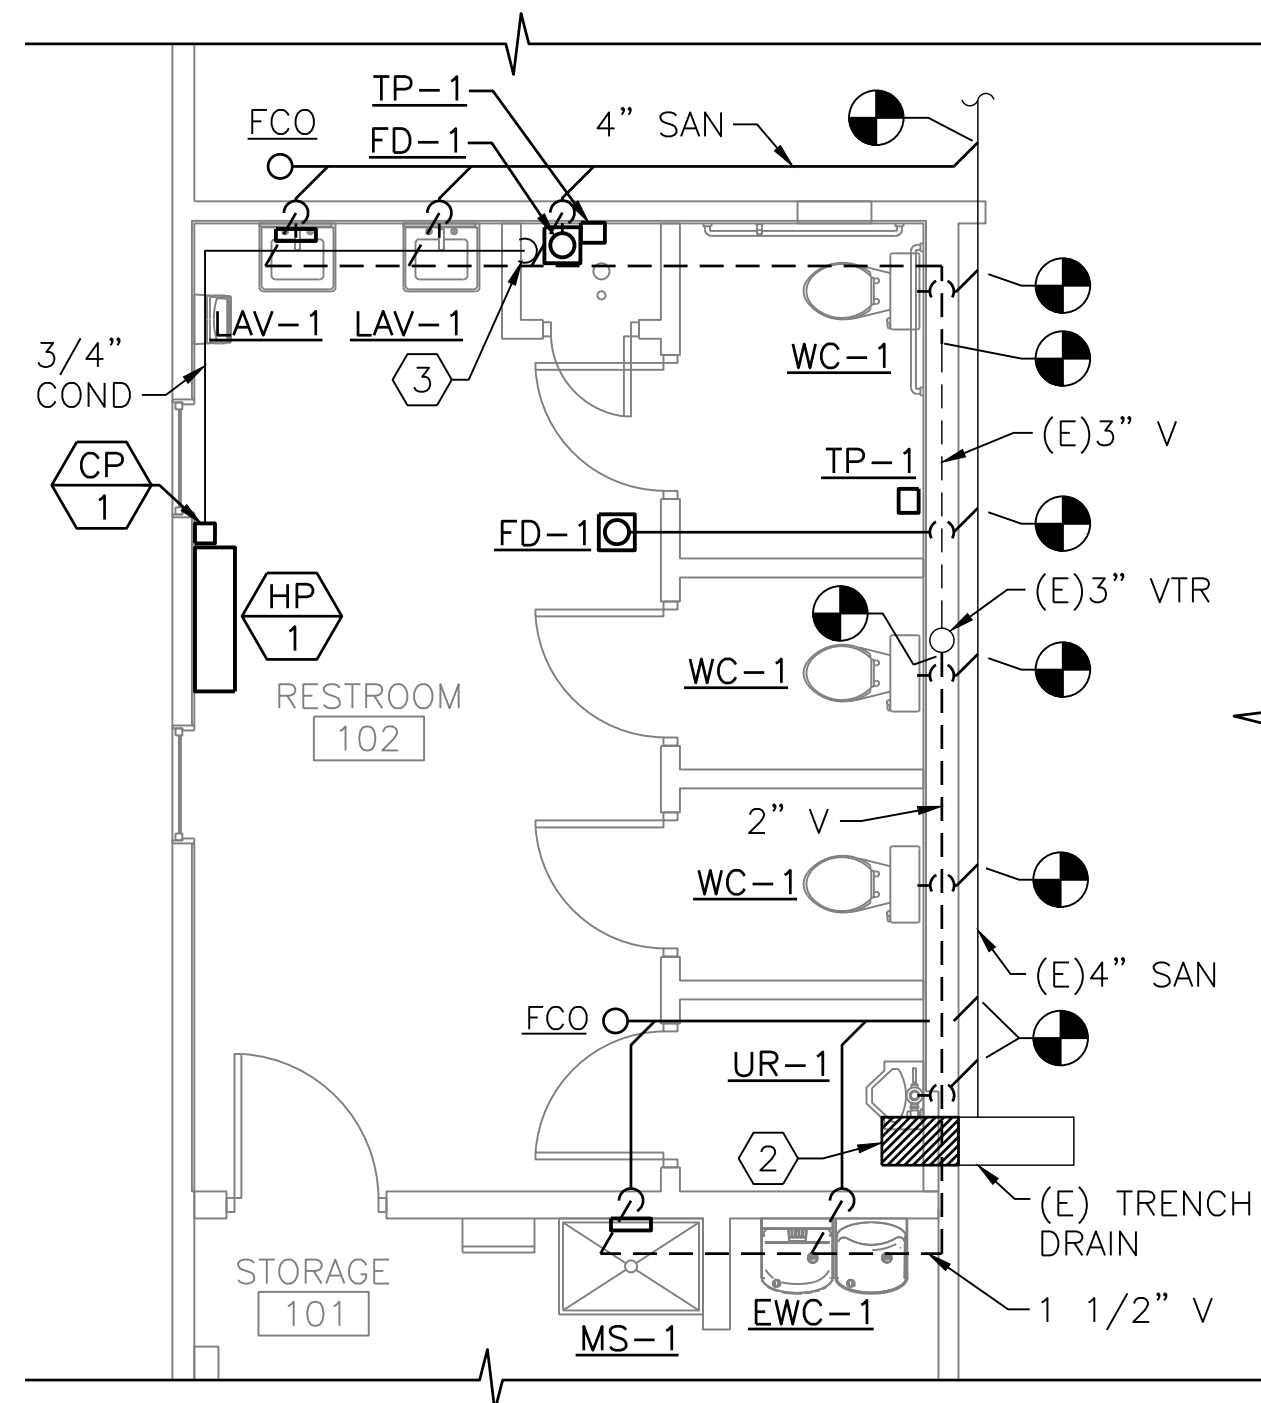 TP-1
FCO
4" SAN
FD-1
LAV-1
LAV-1
3/4"
COND
3
WC-1
(E)3" V
CP
1
TP-1
FD-1
(E)3" VTR
HP
1
WC-1
RESTROOM
102
2" V
WC-1
(E)4" SAN
FCO
UR-1
2
(E) TRENCH
DRAIN
STORAGE
101
EWC-1
1 1/2" V
MS-1